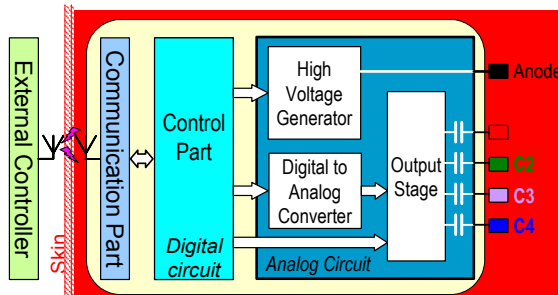 External Controller
Skin
Communication Part
Control
Part
Digital
circuit
High
Voltage
Generator
Digital to
Analog
Converter
Output
Stage
Analog Circuit
Anode
C2
C3
C4